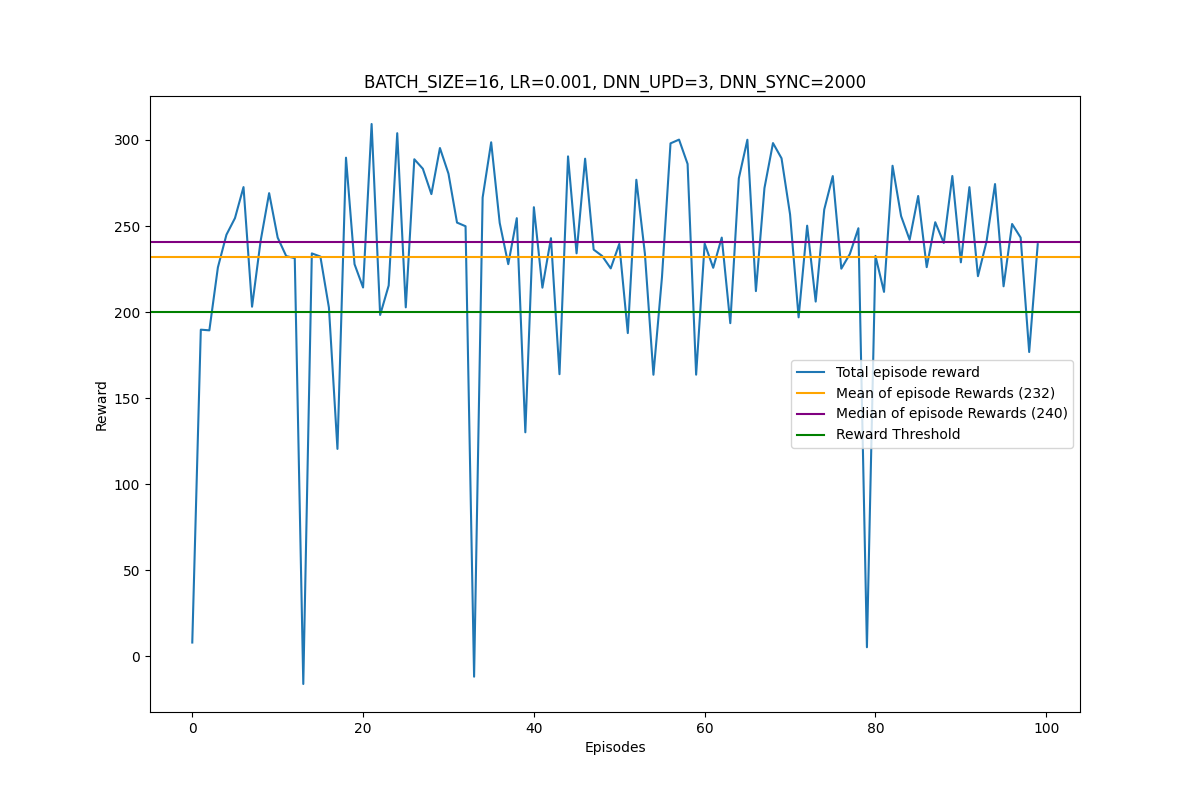 BATCH_SIZE=16, LR=0.001, DNN_UPD=3, DNN_SYNC=2000
300
250
200
150
100
50
0
Reward
Total episode reward
Mean of episode Rewards (232)
Median of episode Rewards (240)
Reward Threshold
0 20 40 60 80 100
Episodes